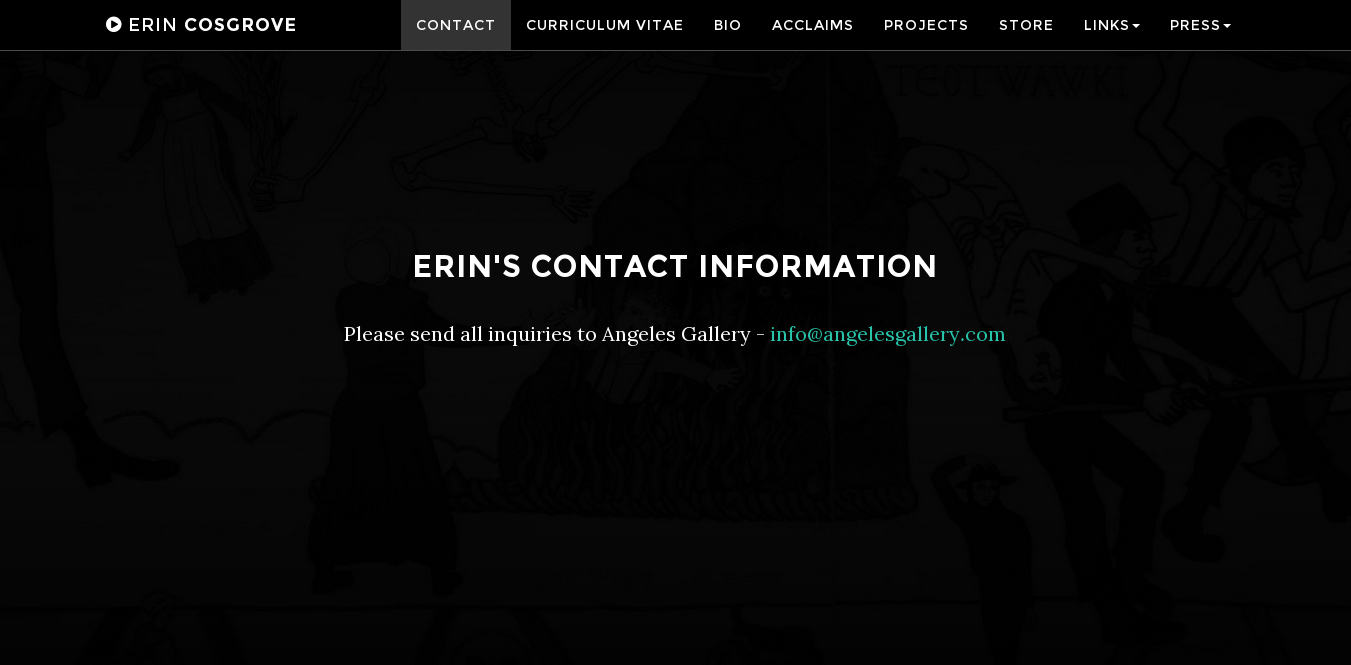 ERIN COSGROVE
CONTACT CURRICULUM VITAE BIO ACCLAIMS PROJECTS STORE LINKS PRESS
TEOTWAWKI
ERIN'S CONTACT INFORMATION
Please send all inquiries to Angeles Gallery - info@angelesgallery.com